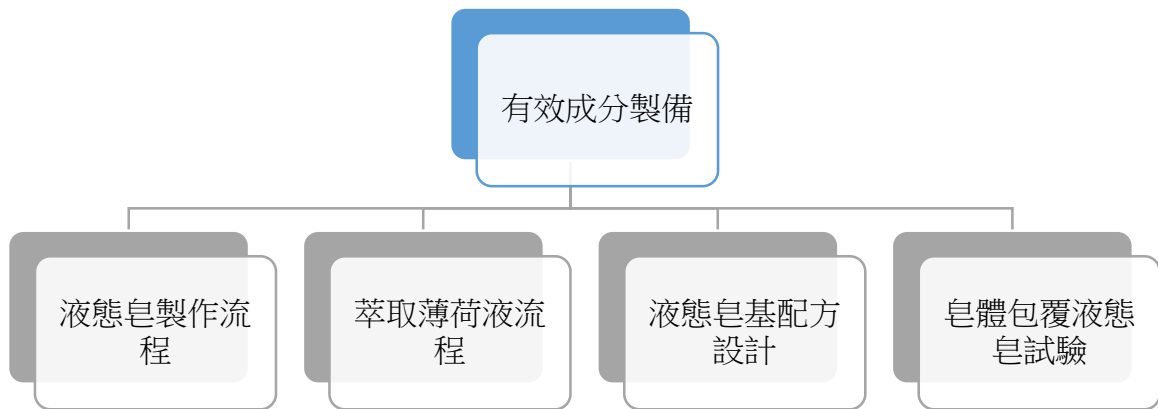 有效成分製備
液態皂製作流
程
萃取薄荷液流
程
液態皂基配方
設計
皂體包覆液態
皂試驗